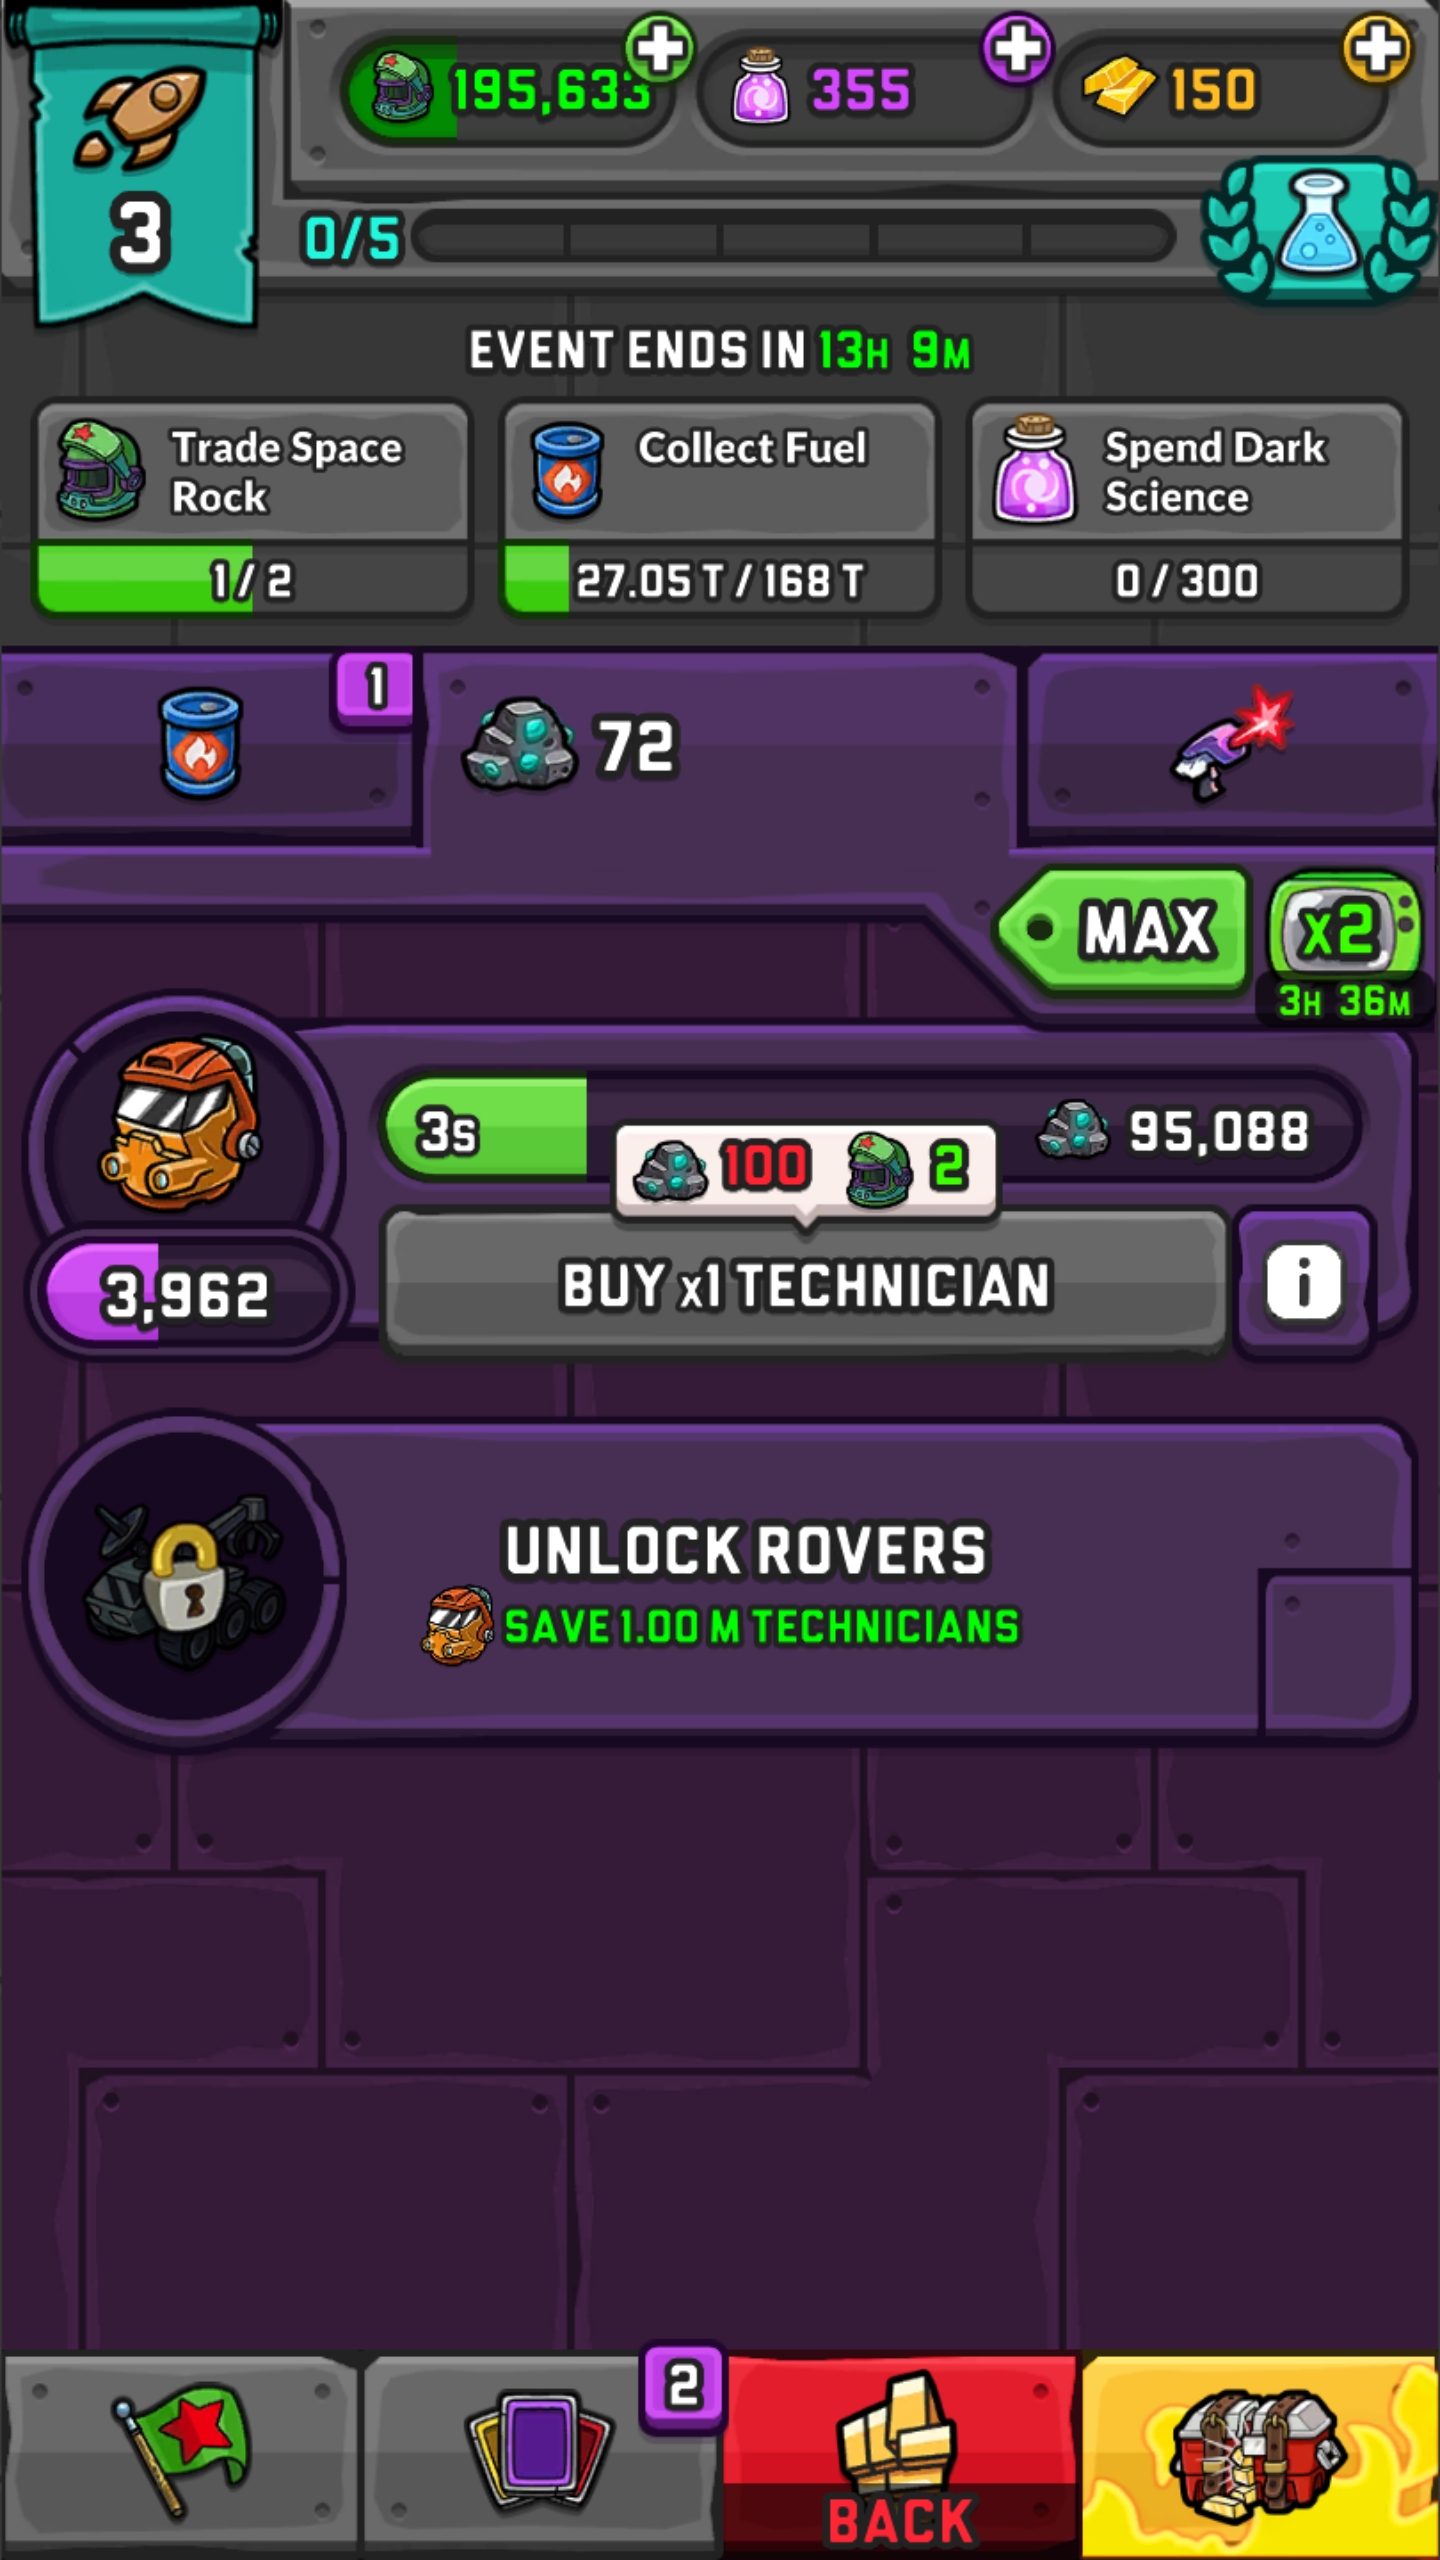 195,633
355
150
3
0/5
EVENT ENDS IN 13H 9M
Trade Space
Rock
1 / 2
Collect Fuel
27.05 T / 168 T
Spend Dark
Science
0 / 300
1
72
MAX
x2
3H 36M
3s
95,088
100 2
3,962
BUY x1 TECHNICIAN
i
UNLOCK ROVERS
SAVE 1.00 M TECHNICIANS
2
BACK